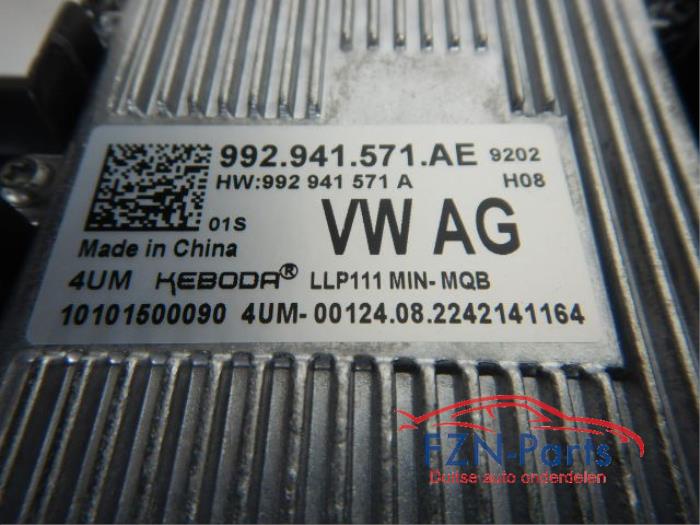 992.941.571.AE 9202
HW:992 941 571 A H08
01S VW AG
Made in China
4UM KEBODA® LLP111 MIN-MQB
10101500090 4UM-00124.08.2242141164
FZN-Parts
Duitse auto onderdelen